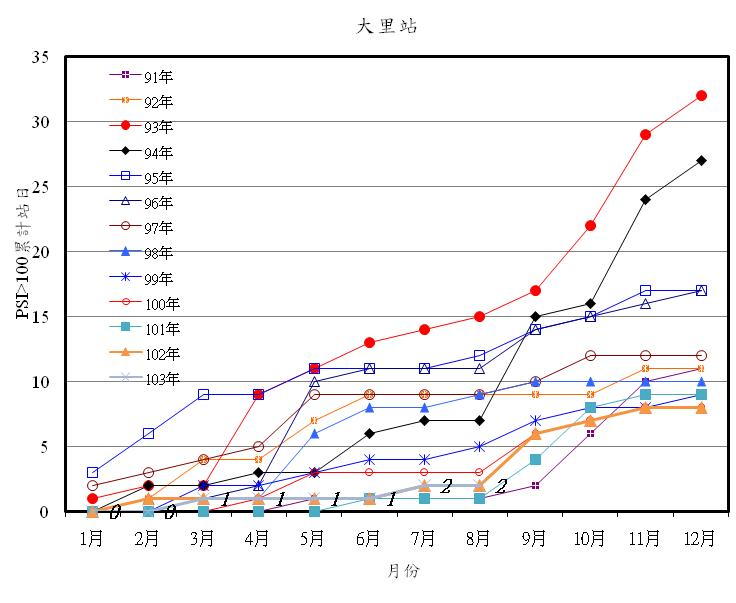 大里站
35
30
25
20
15
10
5
0
PSI>100累計站日
91年
92年
93年
94年
95年
96年
97年
98年
99年
100年
101年
102年
103年
0 0 1 1 1 1 2 2
1月 2月 3月 4月 5月 6月 7月 8月 9月 10月 11月 12月
月份